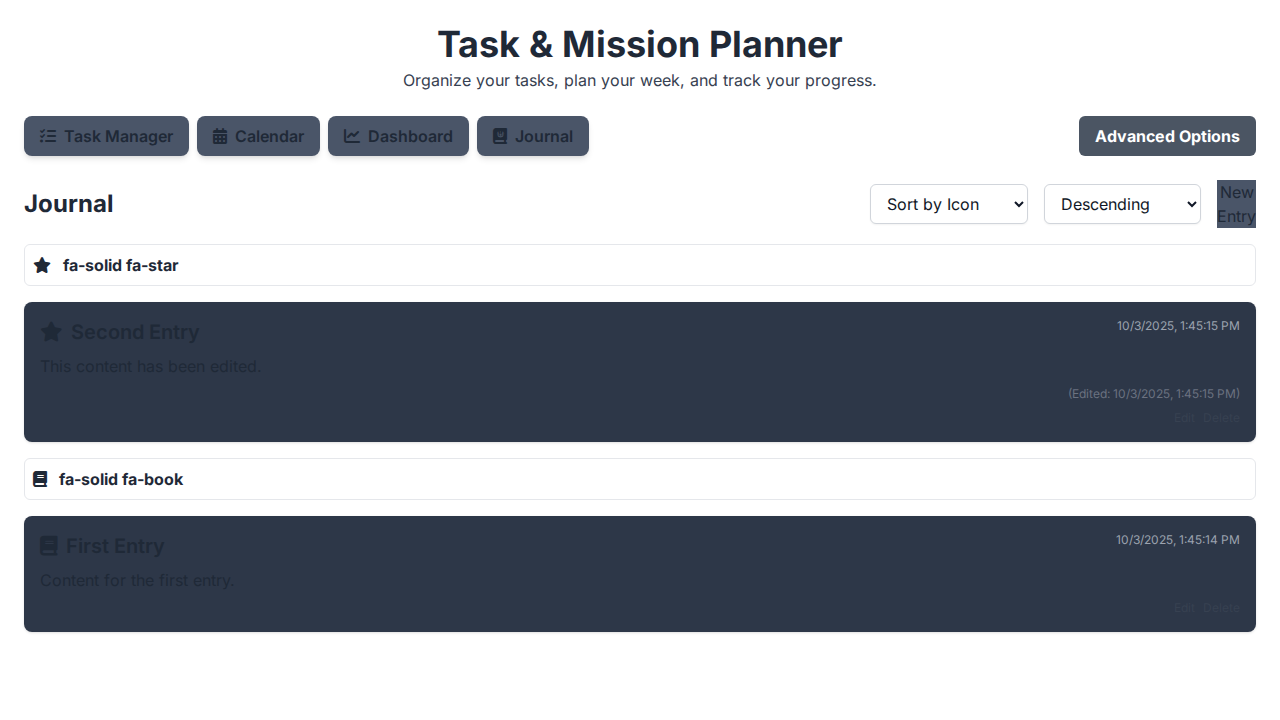 Task & Mission Planner
Organize your tasks, plan your week, and track your progress.
Task Manager
Calendar
Dashboard
Journal
Advanced Options
Journal
Sort by Icon
Descending
New
Entry
fa-solid fa-star
Second Entry
10/3/2025, 1:45:15 PM
This content has been edited.
(Edited: 10/3/2025, 1:45:15 PM)
Edit Delete
fa-solid fa-book
First Entry
10/3/2025, 1:45:14 PM
Content for the first entry.
Edit Delete